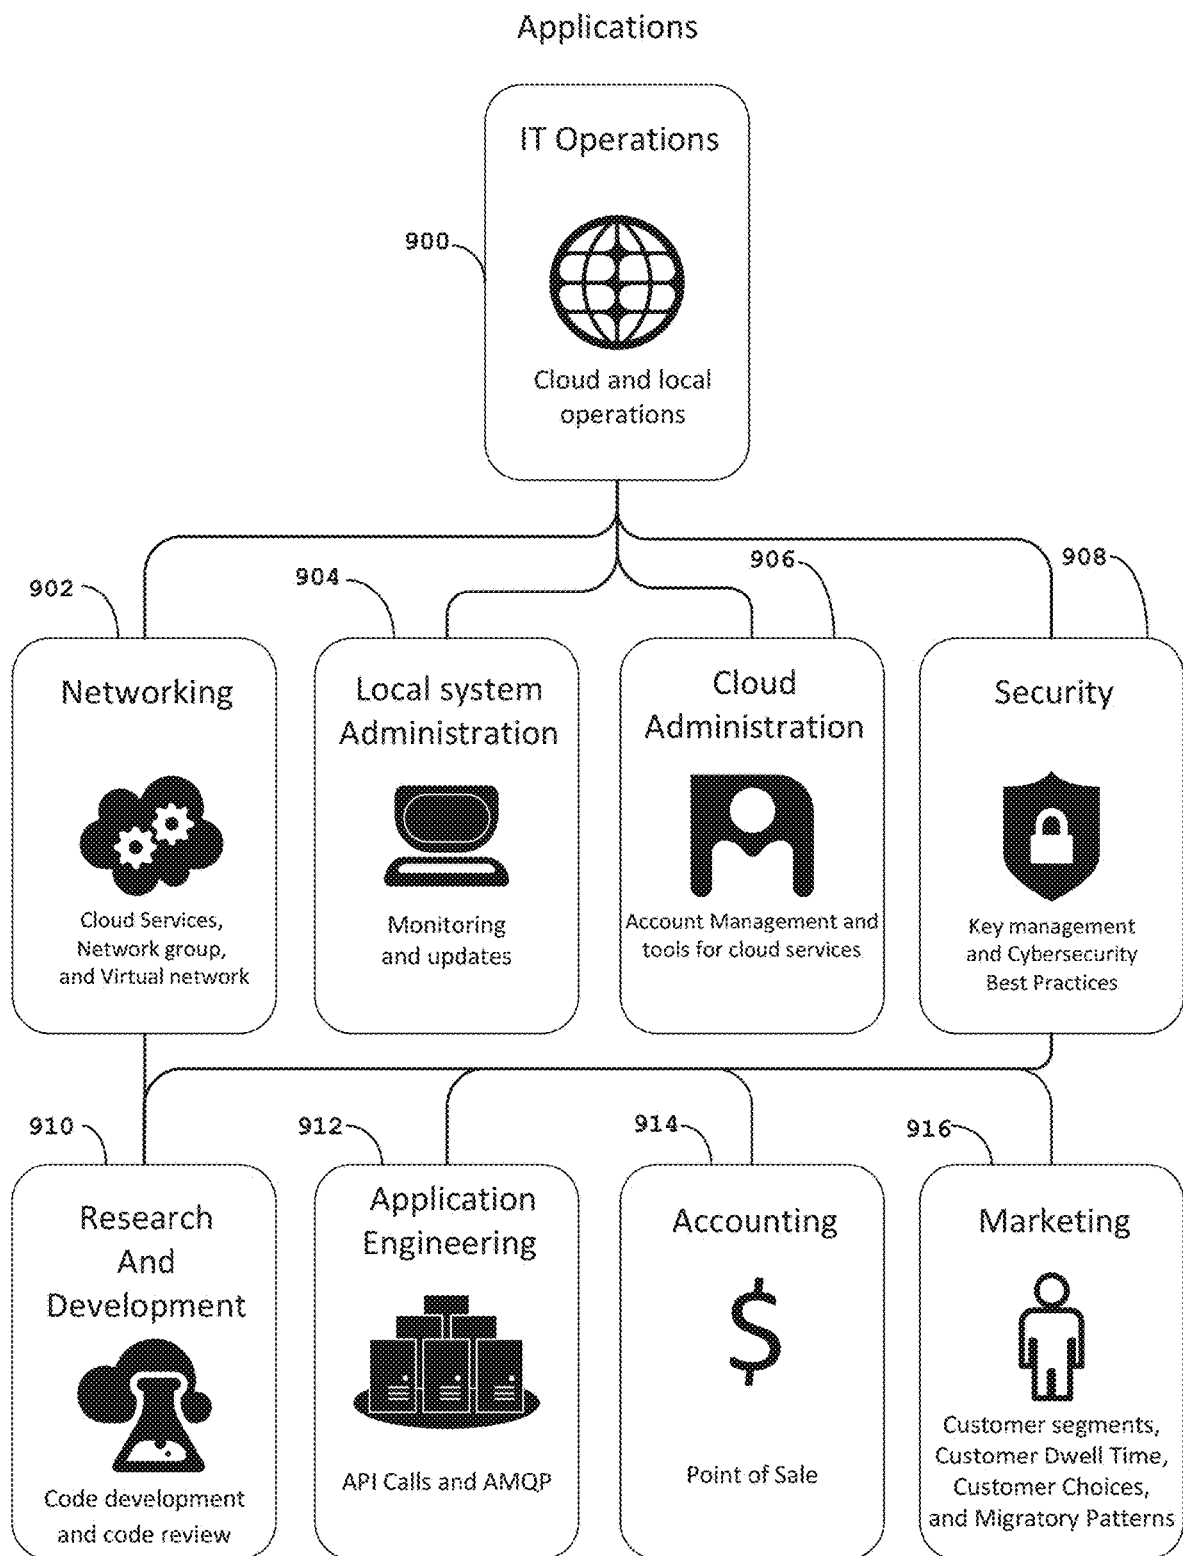 Applications
IT Operations
900
Cloud and local
operations
902
904
906
908
Networking
Cloud Services,
Network group,
and Virtual network
Local system
Administration
Monitoring
and updates
Cloud
Administration
Account Management and
tools for cloud services
Security
Key management
and Cybersecurity
Best Practices
910
912
914
916
Research
And
Development
Code development
and code review
Application
Engineering
API Calls and AMQP
Accounting
$
Point of Sale
Marketing
Customer segments,
Customer Dwell Time,
Customer Choices,
and Migratory Patterns